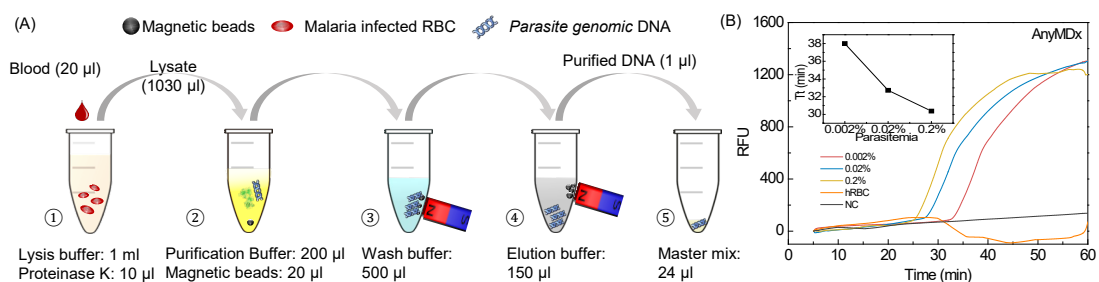 (A)
Magnetic beads
Malaria infected RBC
Parasite genomic DNA
Blood (20 µl)
Lysate
(1030 µl)
Purified DNA (1 µl)
N
S
N
S
①
②
③
④
⑤
Lysis buffer: 1 ml
Proteinase K: 10 µl
Purification Buffer: 200 µl
Magnetic beads: 20 µl
Wash buffer:
500 µl
Elution buffer:
150 µl
Master mix:
24 µl
(B)
AnyMDx
1600
1200
800
400
0
RFU
0
10
20
30
40
50
60
Time (min)
38
36
34
32
30
Tt (min)
0.002%
0.02%
0.2%
Parasitemia
0.002%
0.02%
0.2%
hRBC
NC